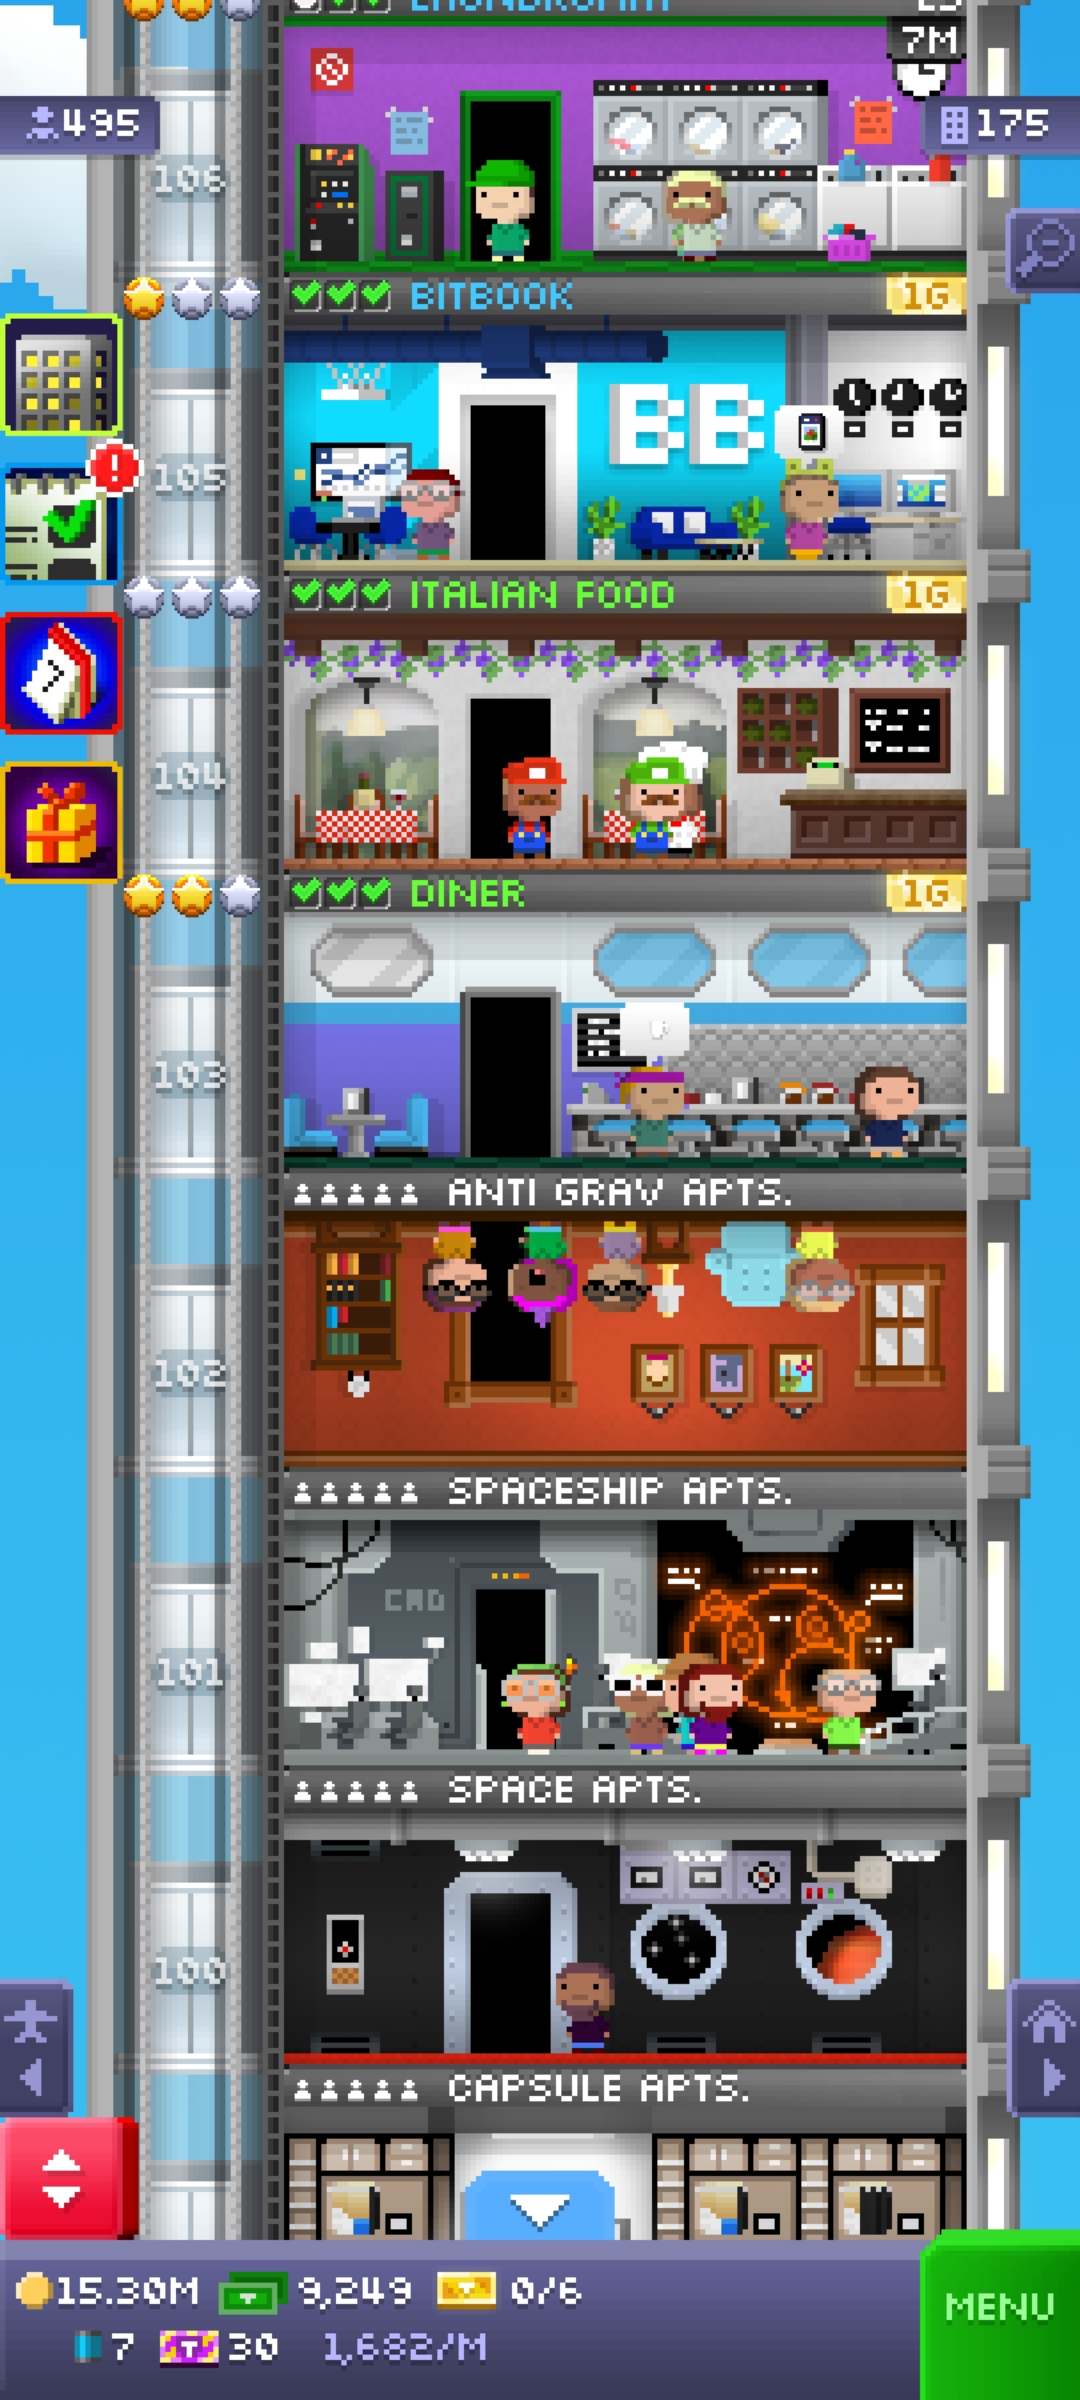 LAUNDROMAT
7M
495
175
106
BITBOOK
1G
BB
105
ITALIAN FOOD
1G
104
DINER
1G
103
ANTI GRAV APTS.
102
SPACESHIP APTS.
CAD
101
SPACE APTS.
100
CAPSULE APTS.
15.30M
9,249
0/6
MENU
7
30
1,682/M